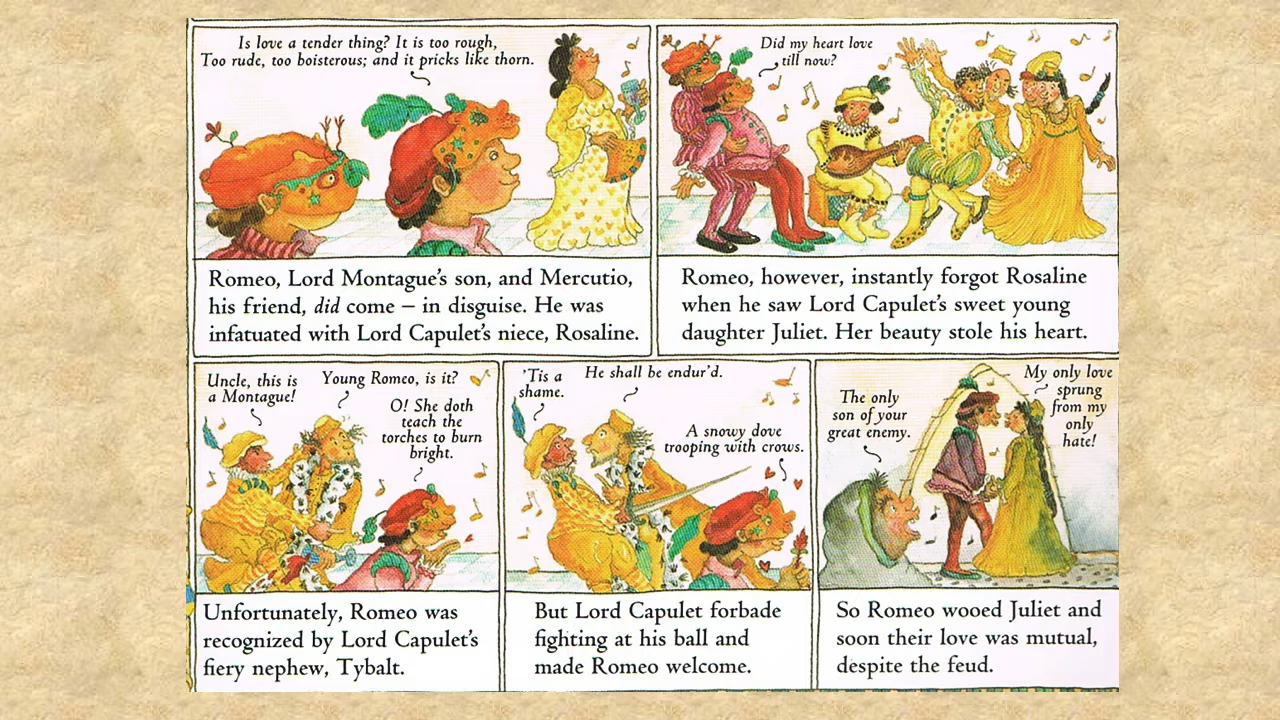 Is love a tender thing? It is too rough,
Too rude, too boisterous; and it pricks like thorn.
Romeo, Lord Montague's son, and Mercutio,
his friend, did come – in disguise. He was
infatuated with Lord Capulet's niece, Rosaline.
Did my heart love
till now?
Romeo, however, instantly forgot Rosaline
when he saw Lord Capulet's sweet young
daughter Juliet. Her beauty stole his heart.
Uncle, this is
a Montague!
Young Romeo, is it?
O! She doth
teach the
torches to burn
bright.
Unfortunately, Romeo was
recognized by Lord Capulet's
fiery nephew, Tybalt.
'Tis a
shame.
He shall be endur'd.
A snowy dove
trooping with crows.
But Lord Capulet forbade
fighting at his ball and
made Romeo welcome.
The only
son of your
great enemy.
My only love
sprung
from my
only
hate!
So Romeo wooed Juliet and
soon their love was mutual,
despite the feud.